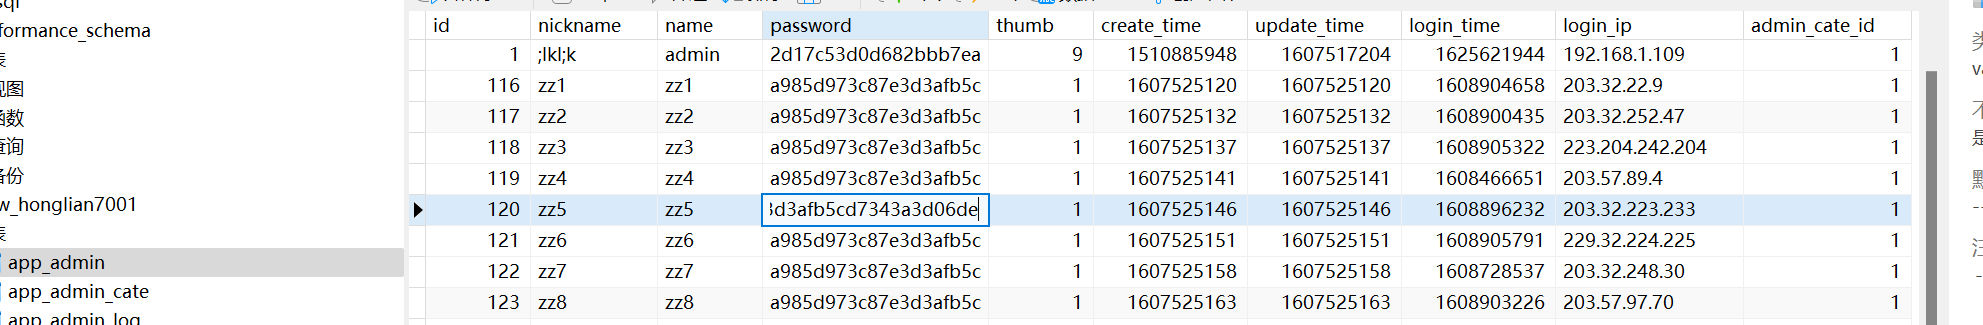 formance_schema
表
视图
函数
查询
备份
w_honglian7001
表
app_admin
app_admin_cate
app_admin_log
id nickname name password thumb create_time update_time login_time login_ip admin_cate_id
1 ;lkl;k admin 2d17c53d0d682bbb7ea 9 1510885948 1607517204 1625621944 192.168.1.109 1
116 zz1 zz1 a985d973c87e3d3afb5c 1 1607525120 1607525120 1608904658 203.32.22.9 1
117 zz2 zz2 a985d973c87e3d3afb5c 1 1607525132 1607525132 1608900435 203.32.252.47 1
118 zz3 zz3 a985d973c87e3d3afb5c 1 1607525137 1607525137 1608905322 223.204.242.204 1
119 zz4 zz4 a985d973c87e3d3afb5c 1 1607525141 1607525141 1608466651 203.57.89.4 1
120 zz5 zz5 3d3afb5cd7343a3d06de 1 1607525146 1607525146 1608896232 203.32.223.233 1
121 zz6 zz6 a985d973c87e3d3afb5c 1 1607525151 1607525151 1608905791 229.32.224.225 1
122 zz7 zz7 a985d973c87e3d3afb5c 1 1607525158 1607525158 1608728537 203.32.248.30 1
123 zz8 zz8 a985d973c87e3d3afb5c 1 1607525163 1607525163 1608903226 203.57.97.70 1